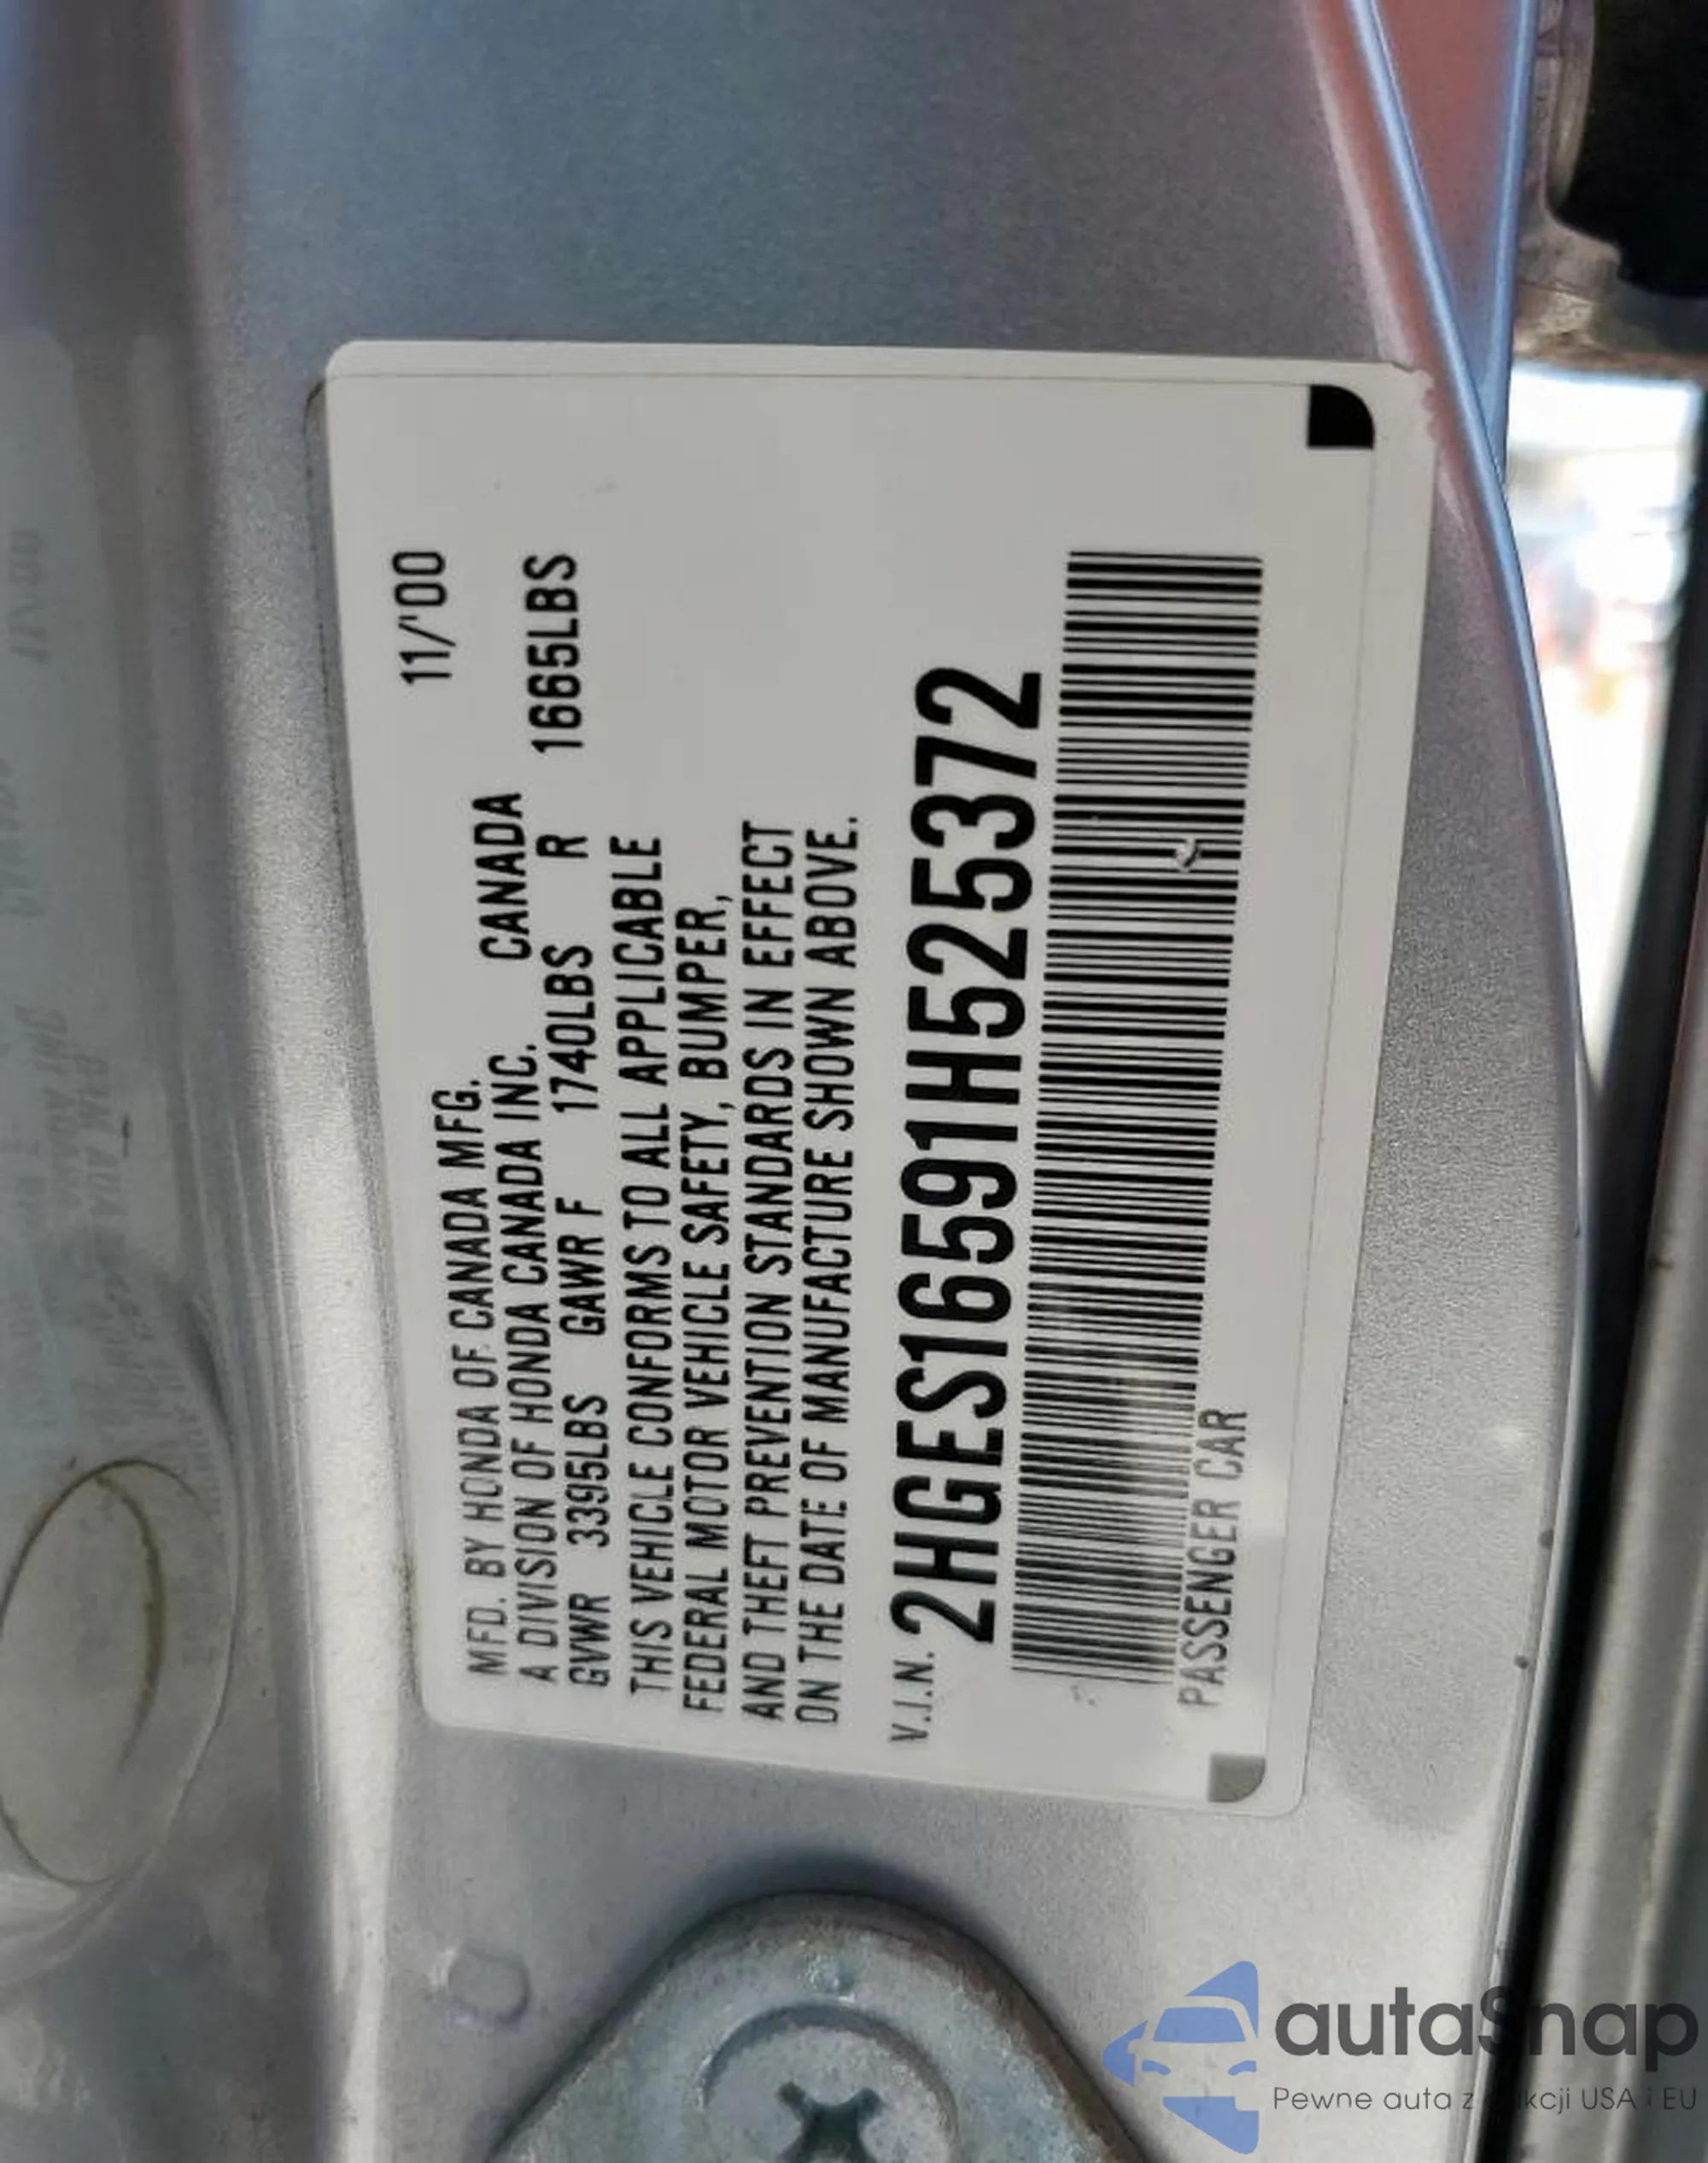 11/'00
MFD. BY HONDA OF CANADA MFG.
A DIVISION OF HONDA CANADA INC. CANADA
GVWR 3395LBS GAWR F 1740LBS R 1665LBS
THIS VEHICLE CONFORMS TO ALL APPLICABLE
FEDERAL MOTOR VEHICLE SAFETY, BUMPER,
AND THEFT PREVENTION STANDARDS IN EFFECT
ON THE DATE OF MANUFACTURE SHOWN ABOVE.
V.I.N. 2HGES16591H525372
PASSENGER CAR
autaSnap
Pewne auta z aukcji USA i EU